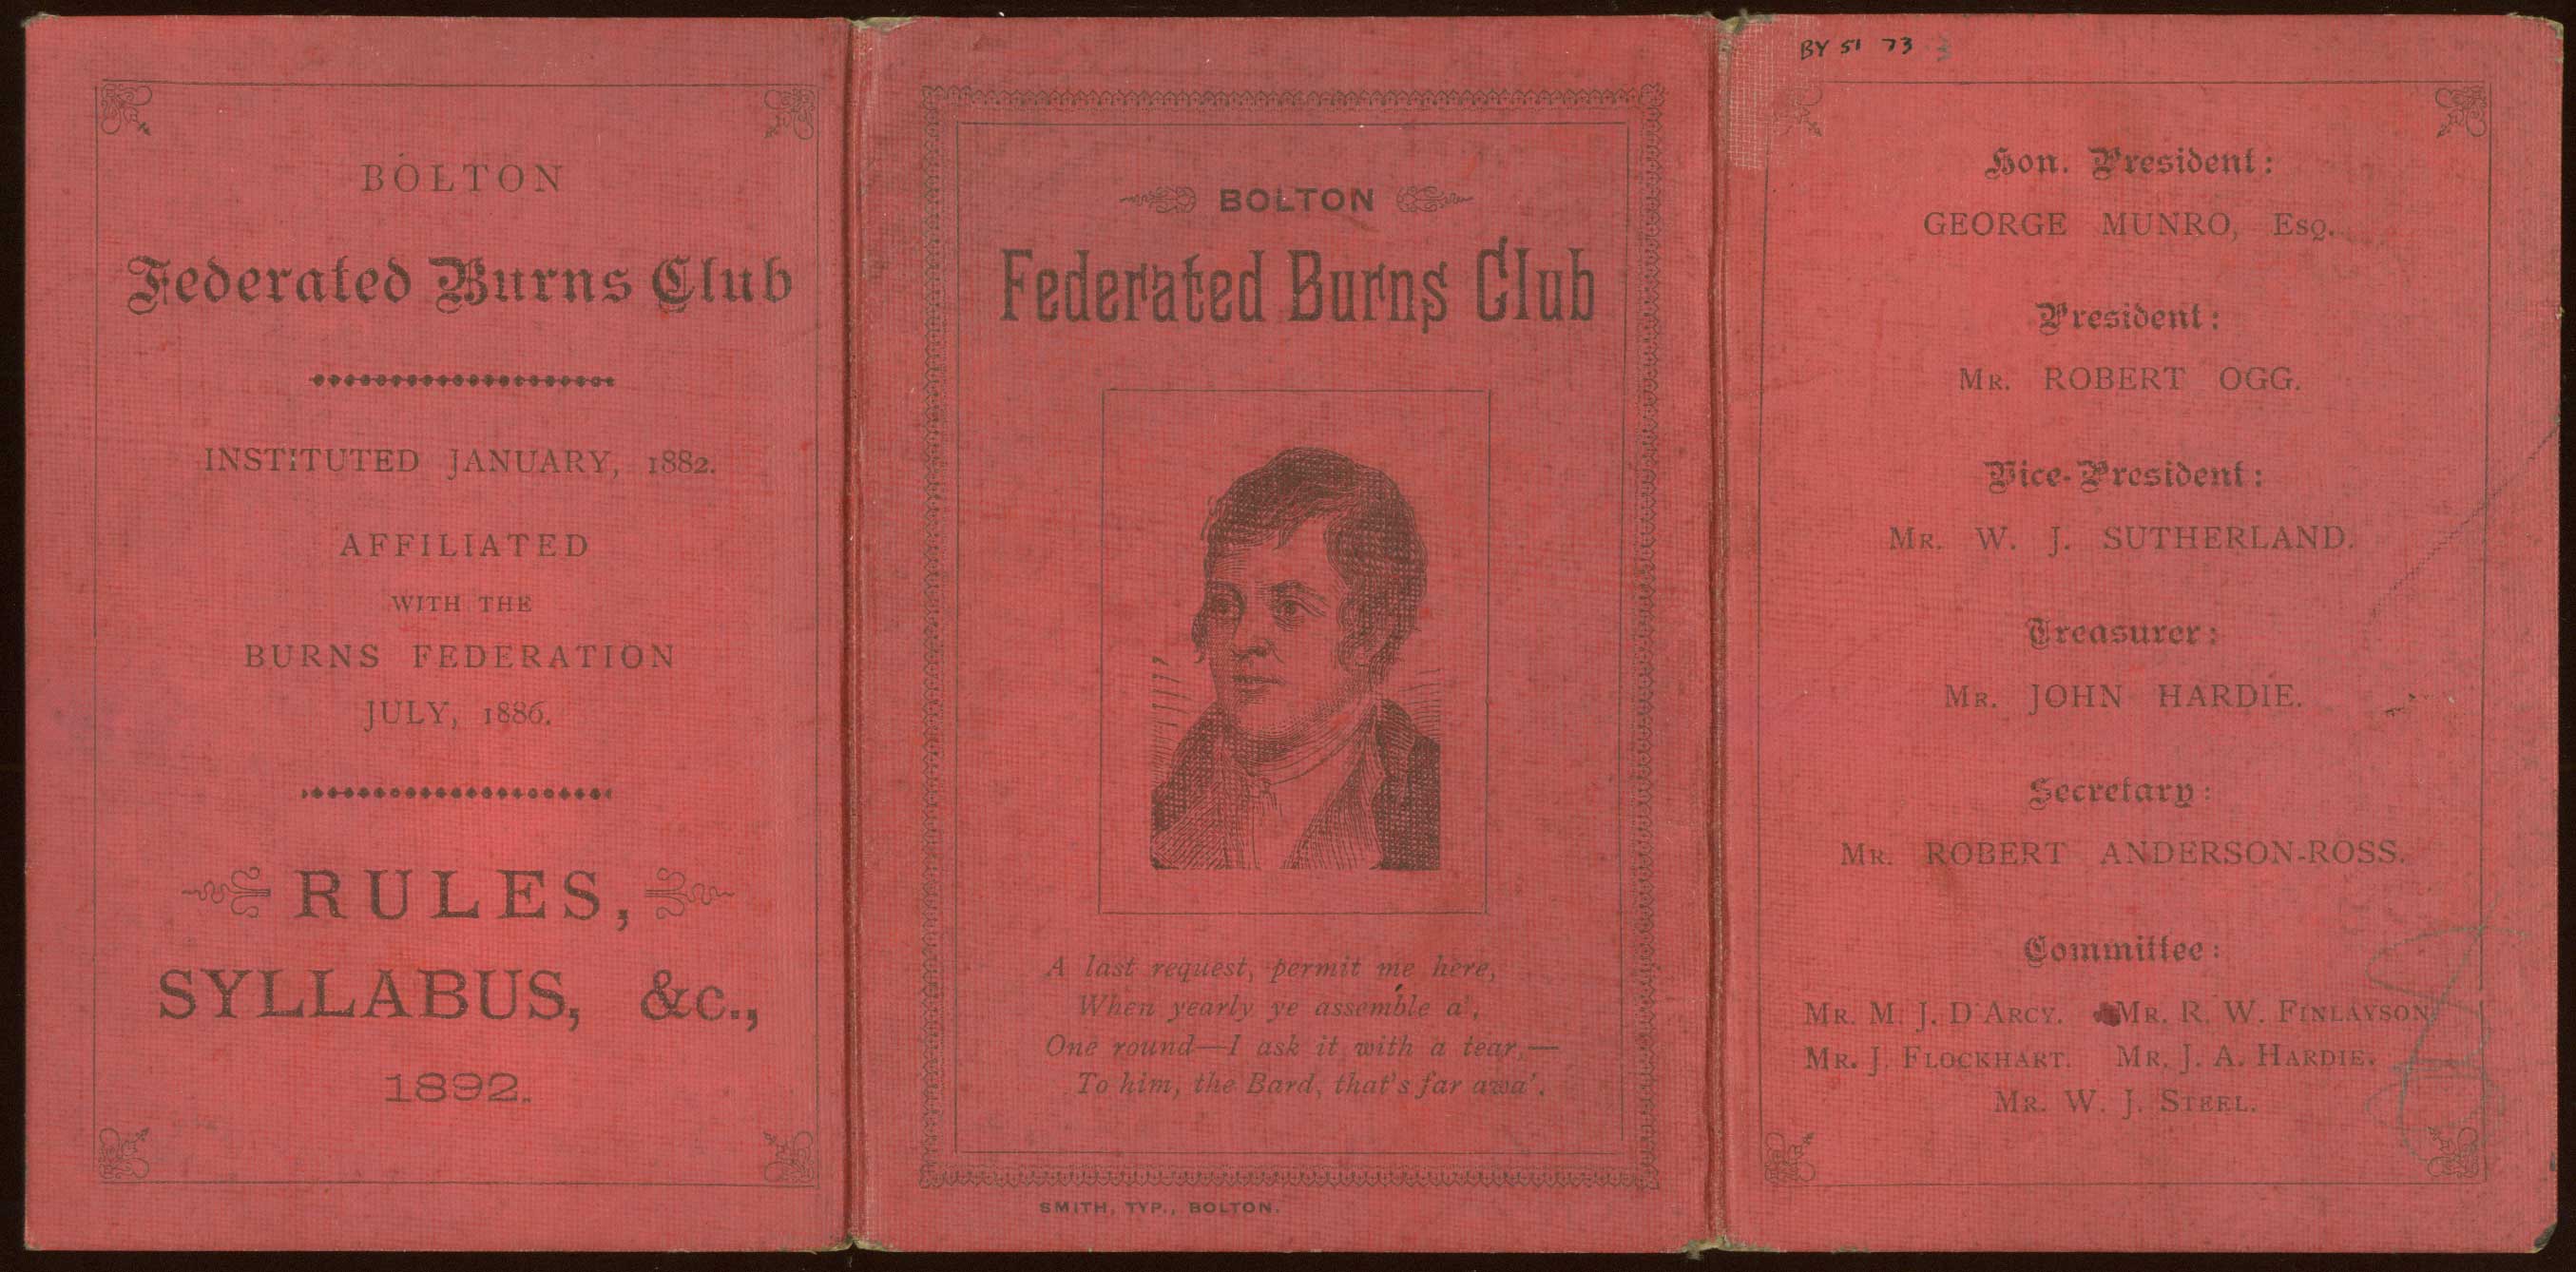 BOLTON
Federated Burns Club
INSTITUTED JANUARY, 1882.
AFFILIATED
WITH THE
BURNS FEDERATION
JULY, 1886.
RULES,
SYLLABUS, &c.,
1892.
BOLTON
Federated Burns Club
A last request, permit me here,
When yearly ye assemble a',
One round—I ask it with a tear,—
To him, the Bard, that's far awa'.
SMITH, TYP., BOLTON.
BY 51 73
Hon. President:
GEORGE MUNRO, Esq.
President:
Mr. ROBERT OGG.
Vice-President:
Mr. W. J. SUTHERLAND.
Treasurer:
Mr. JOHN HARDIE.
Secretary:
Mr. ROBERT ANDERSON-ROSS.
Committee:
Mr. M. J. D'Arcy. Mr. R. W. Finlayson
Mr. J. Flockhart. Mr. J. A. Hardie.
Mr. W. J. Steel.